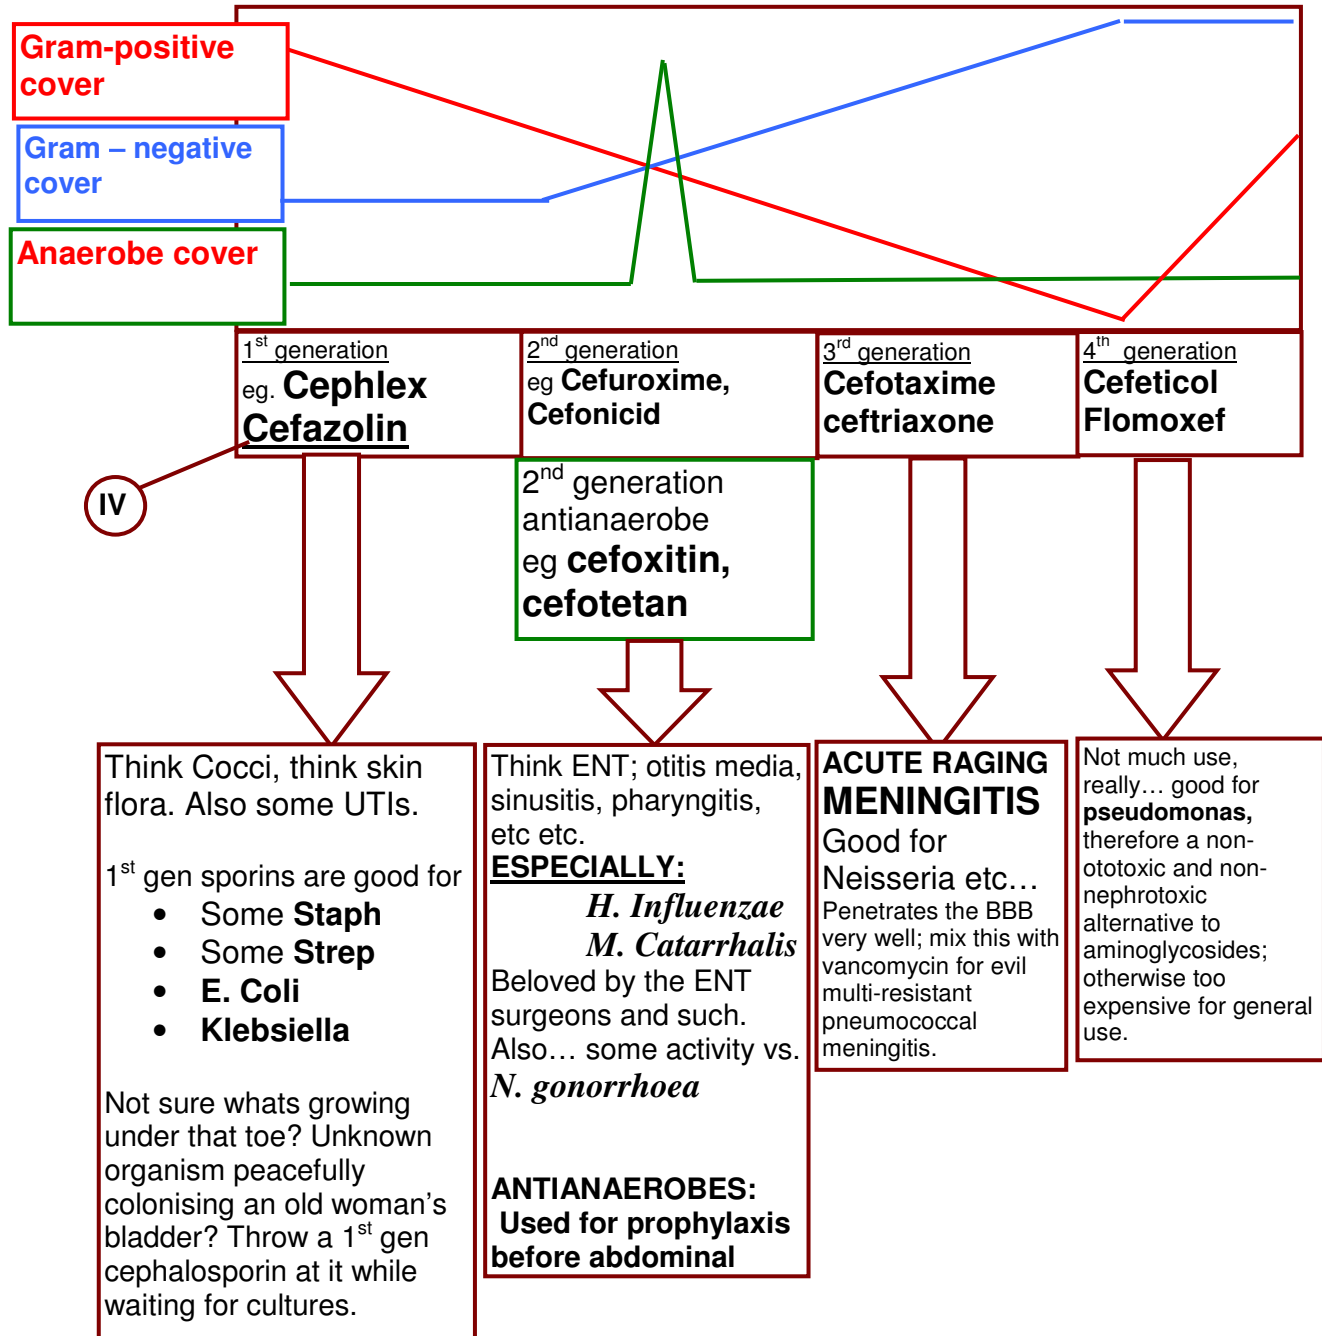 Gram-positive
cover
Gram – negative
cover
Anaerobe cover
1st generation
eg. Cephlex
Cefazolin
IV
2nd generation
eg Cefuroxime,
Cefonicid
3rd generation
Cefotaxime
ceftriaxone
4th generation
Cefeticol
Flomoxef
2nd generation
antianaerobe
eg cefoxitin,
cefotetan
Think Cocci, think skin
flora. Also some UTIs.
1st gen sporins are good for
• Some Staph
• Some Strep
• E. Coli
• Klebsiella
Not sure whats growing
under that toe? Unknown
organism peacefully
colonising an old woman's
bladder? Throw a 1st gen
cephalosporin at it while
waiting for cultures.
Think ENT; otitis media,
sinusitis, pharyngitis,
etc etc.
ESPECIALLY:
H. Influenzae
M. Catarrhalis
Beloved by the ENT
surgeons and such.
Also… some activity vs.
N. gonorrhoea
ANTIANAEROBES:
Used for prophylaxis
before abdominal
ACUTE RAGING
MENINGITIS
Good for
Neisseria etc…
Penetrates the BBB
very well; mix this with
vancomycin for evil
multi-resistant
pneumococcal
meningitis.
Not much use,
really… good for
pseudomonas,
therefore a non-
ototoxic and non-
nephrotoxic
alternative to
aminoglycosides;
otherwise too
expensive for general
use.